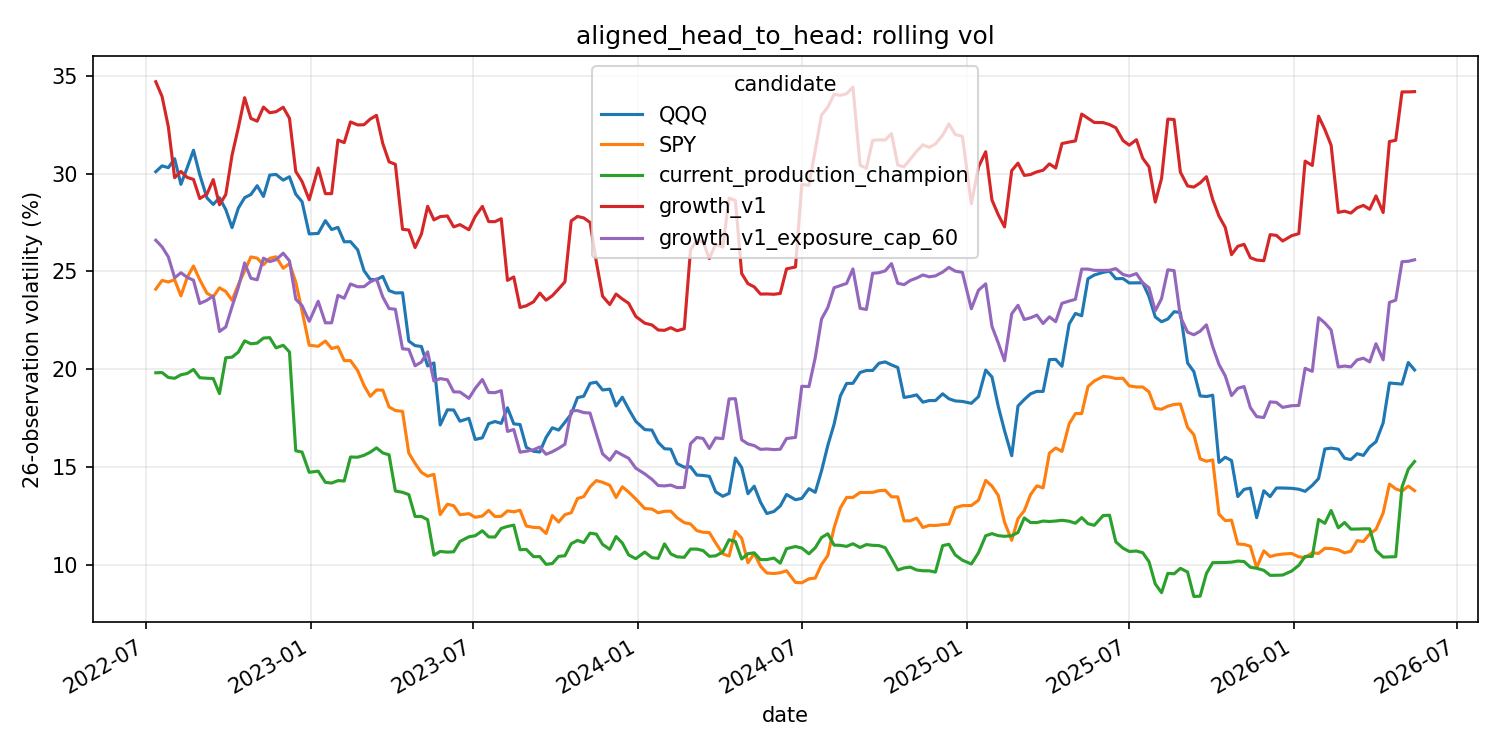 aligned_head_to_head: rolling vol
candidate
QQQ
SPY
current_production_champion
growth_v1
growth_v1_exposure_cap_60
26-observation volatility (%)
35
30
25
20
15
10
2022-07
2023-01
2023-07
2024-01
2024-07
2025-01
2025-07
2026-01
2026-07
date